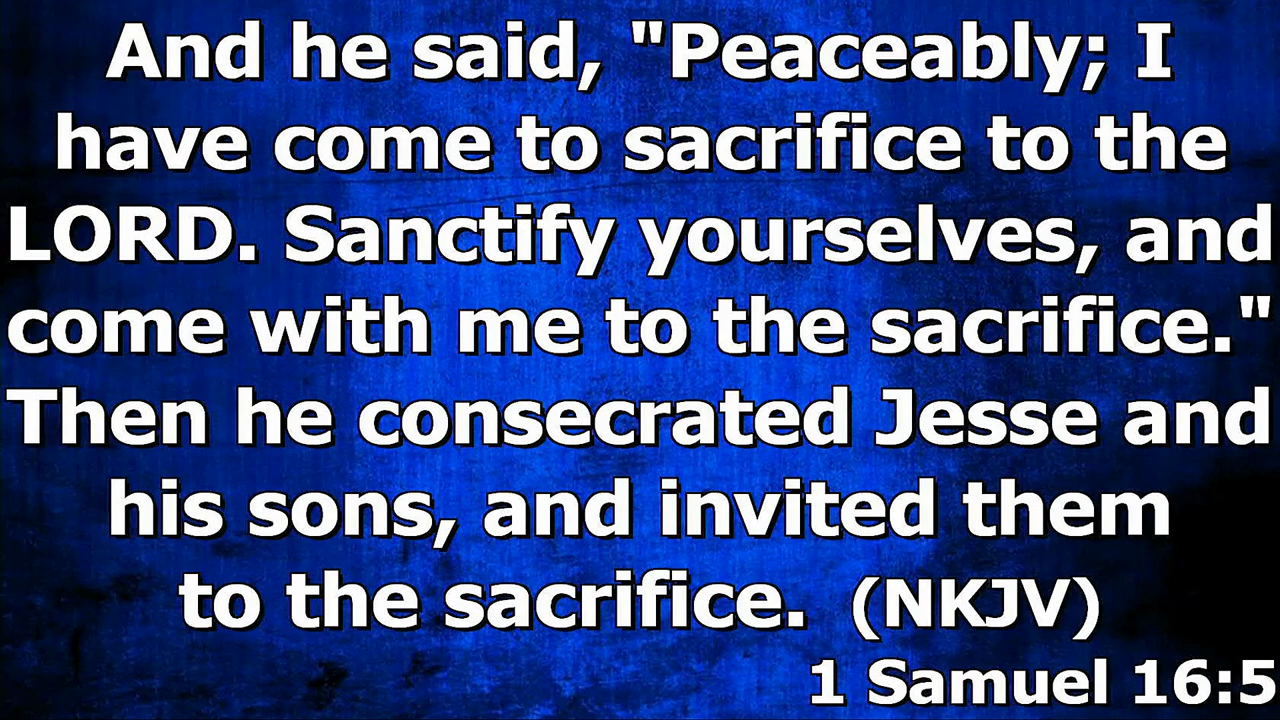 And he said, "Peaceably; I
have come to sacrifice to the
LORD. Sanctify yourselves, and
come with me to the sacrifice."
Then he consecrated Jesse and
his sons, and invited them
to the sacrifice. (NKJV)
1 Samuel 16:5